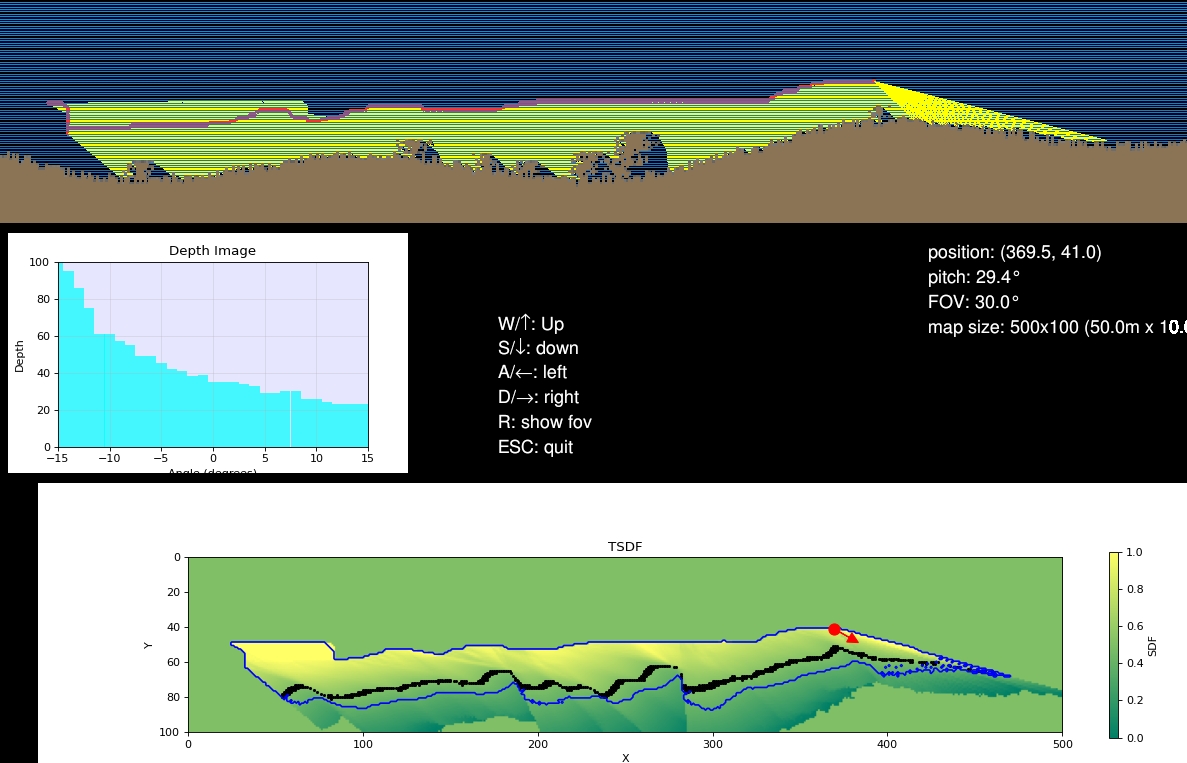 Depth Image
100
80
60
40
20
0
Depth
−15 −10 −5 0 5 10 15
Angle (degrees)
W/↑: Up
S/↓: down
A/←: left
D/→: right
R: show fov
ESC: quit
position: (369.5, 41.0)
pitch: 29.4°
FOV: 30.0°
map size: 500x100 (50.0m x 10.0
TSDF
0
20
40
60
80
100
Y
0 100 200 300 400 500
X
1.0
0.8
0.6
0.4
0.2
0.0
SDF